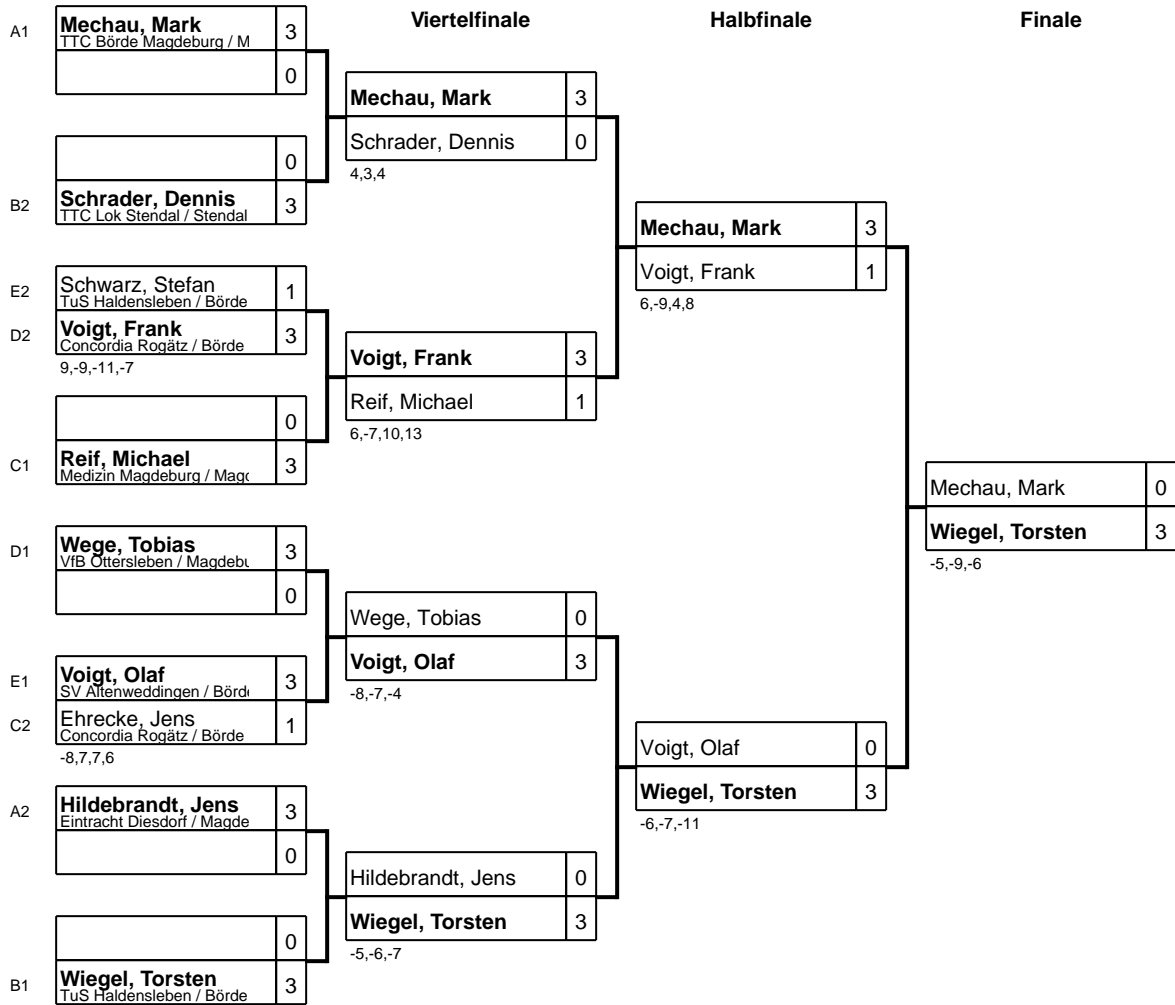 Viertelfinale
Halbfinale
Finale
A1
Mechau, Mark
3
TTC Börde Magdeburg / M
0
0
B2
Schrader, Dennis
3
TTC Lok Stendal / Stendal
E2
Schwarz, Stefan
1
TuS Haldensleben / Börde
D2
Voigt, Frank
3
Concordia Rogätz / Börde
9,-9,-11,-7
0
C1
Reif, Michael
3
Medizin Magdeburg / Magd
D1
Wege, Tobias
3
VfB Ottersleben / Magdebu
0
E1
Voigt, Olaf
3
SV Altenweddingen / Börde
C2
Ehrecke, Jens
1
Concordia Rogätz / Börde
-8,7,7,6
A2
Hildebrandt, Jens
3
Eintracht Diesdorf / Magde
0
0
B1
Wiegel, Torsten
3
TuS Haldensleben / Börde
Mechau, Mark
3
Schrader, Dennis
0
4,3,4
Voigt, Frank
3
Reif, Michael
1
6,-7,10,13
Wege, Tobias
0
Voigt, Olaf
3
-8,-7,-4
Hildebrandt, Jens
0
Wiegel, Torsten
3
-5,-6,-7
Mechau, Mark
3
Voigt, Frank
1
6,-9,4,8
Voigt, Olaf
0
Wiegel, Torsten
3
-6,-7,-11
Mechau, Mark
0
Wiegel, Torsten
3
-5,-9,-6